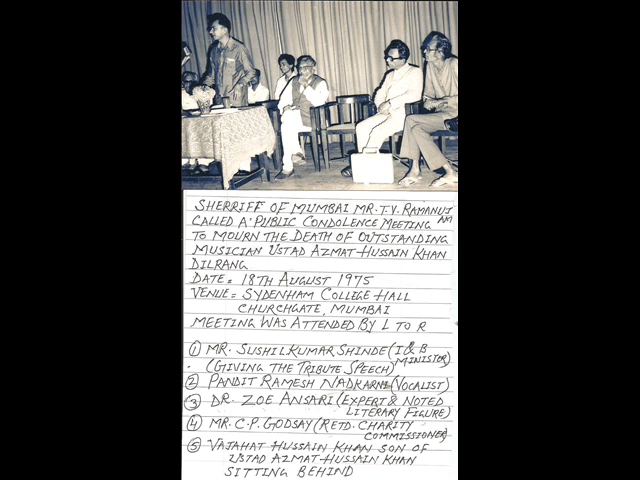 SHERRIFF OF MUMBAI MR. T.V. RAMANUJAM
CALLED A PUBLIC CONDOLENCE MEETING
TO MOURN THE DEATH OF OUTSTANDING
MUSICIAN USTAD AZMAT HUSSAIN KHAN
DILRANG
DATE = 18TH AUGUST 1975
VENUE = SYDENHAM COLLEGE HALL
CHURCHGATE, MUMBAI
MEETING WAS ATTENDED BY L TO R
① MR. SUSHIL KUMAR SHINDE (I & B MINISTER)
(GIVING THE TRIBUTE SPEECH)
② PANDIT RAMESH NADKARNI (VOCALIST)
③ DR. ZOE ANSARI (EXPERT & NOTED
LITERARY FIGURE)
④ MR. C.P. GODSAY (RETD. CHARITY
COMMISSIONER)
⑤ VAJAHAT HUSSAIN KHAN SON OF
USTAD AZMAT HUSSAIN KHAN
SITTING BEHIND